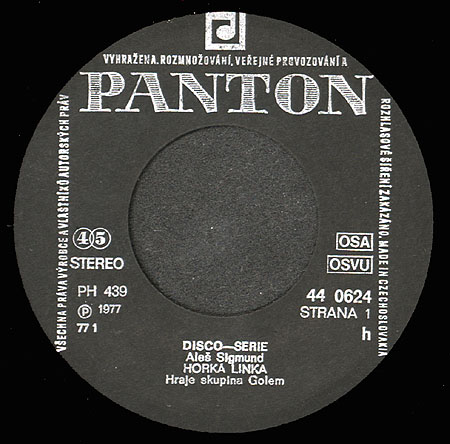 VYHRAŽENA. ROZMNOŽOVÁNÍ, VEŘEJNÉ PROVOZOVÁNÍ A
PANTON
VŠECHNA PRÁVA VÝROBCE A VLASTNÍKŮ AUTORSKÝCH PRÁV
ROZHLASOVÉ ŠÍŘENÍ ZAKÁZÁNO. MADE IN CZECHOSLOVAKIA
45
STEREO
PH 439
Ⓟ 1977
77 1
OSA
OSVU
44 0624
STRANA 1
h
DISCO—SERIE
Aleš Sigmund
HORKÁ LINKA
Hraje skupina Golem